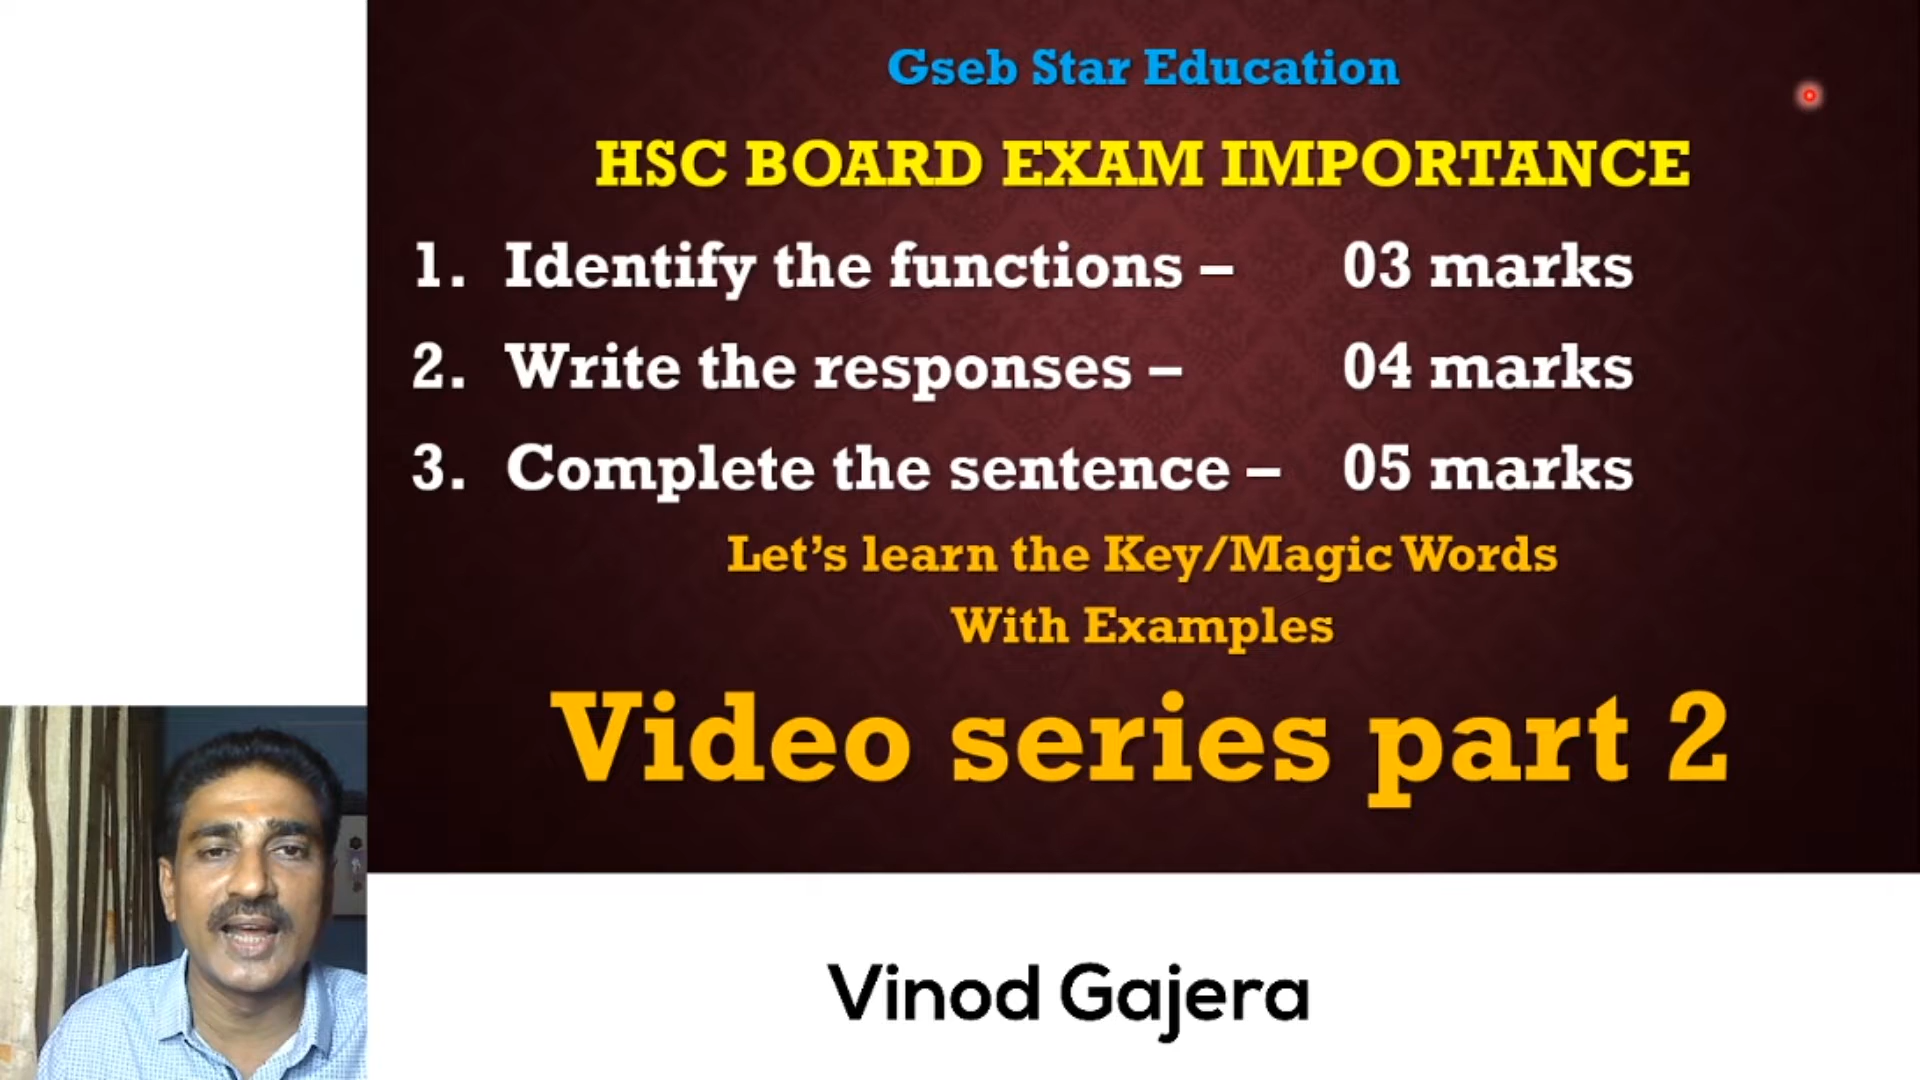 Gseb Star Education
HSC BOARD EXAM IMPORTANCE
1. Identify the functions – 03 marks
2. Write the responses – 04 marks
3. Complete the sentence – 05 marks
Let's learn the Key/Magic Words
With Examples
Video series part 2
Vinod Gajera